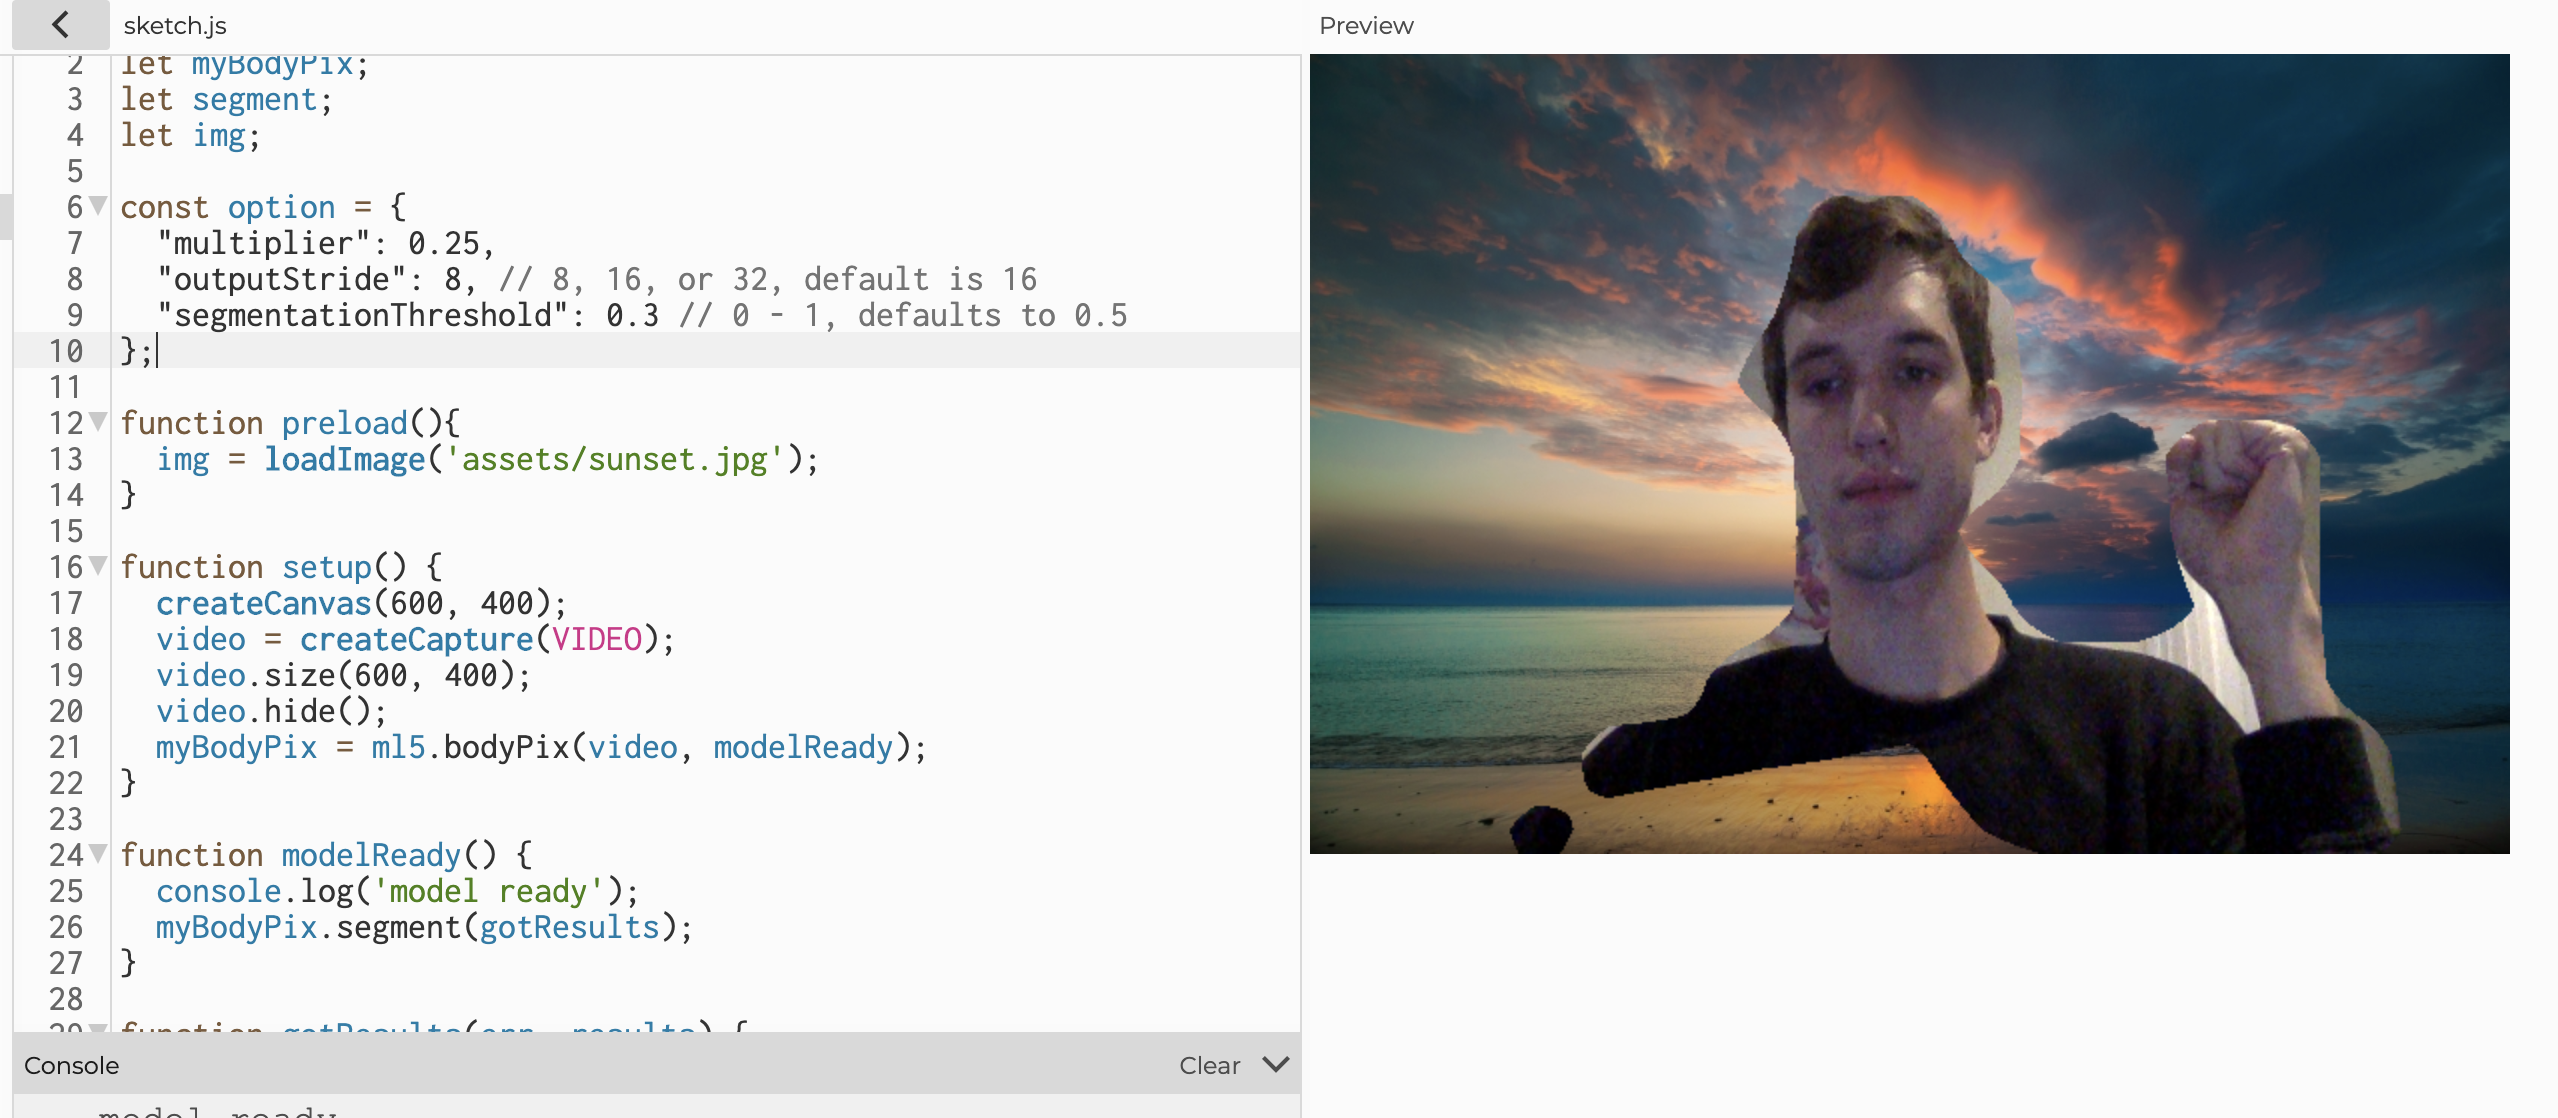 sketch.js
Preview
2 let myBodyPix;
3 let segment;
4 let img;
5
6 const option = {
7 "multiplier": 0.25,
8 "outputStride": 8, // 8, 16, or 32, default is 16
9 "segmentationThreshold": 0.3 // 0 - 1, defaults to 0.5
10 };
11
12 function preload(){
13 img = loadImage('assets/sunset.jpg');
14 }
15
16 function setup() {
17 createCanvas(600, 400);
18 video = createCapture(VIDEO);
19 video.size(600, 400);
20 video.hide();
21 myBodyPix = ml5.bodyPix(video, modelReady);
22 }
23
24 function modelReady() {
25 console.log('model ready');
26 myBodyPix.segment(gotResults);
27 }
28
29 function gotResults(err, results) {
Console
Clear
model ready